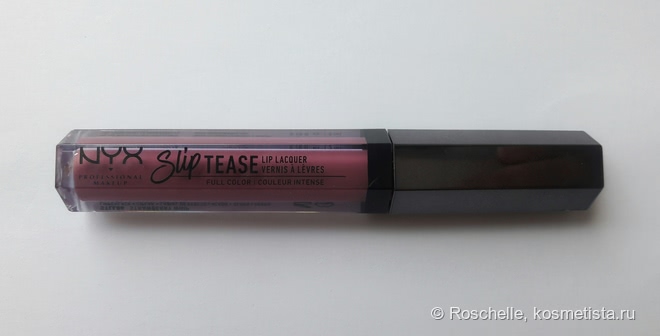 NYX
PROFESSIONAL
MAKEUP
Slip TEASE
LIP LACQUER
VERNIS À LÈVRES
FULL COLOR / COULEUR INTENSE
© Roschelle, kosmetista.ru